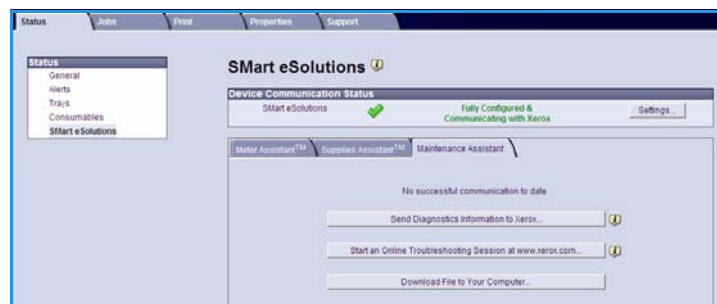 Status Jobs Print Properties Support
Status
General
Alerts
Trays
Consumables
SMart eSolutions
SMart eSolutions
Device Communication Status
SMart eSolutions
Fully Configured &
Communicating with Xerox
Settings...
Meter Assistant™ Supplies Assistant™ Maintenance Assistant
No successful communication to date
Send Diagnostics Information to Xerox...
Start an Online Troubleshooting Session at www.xerox.com...
Download File to Your Computer...